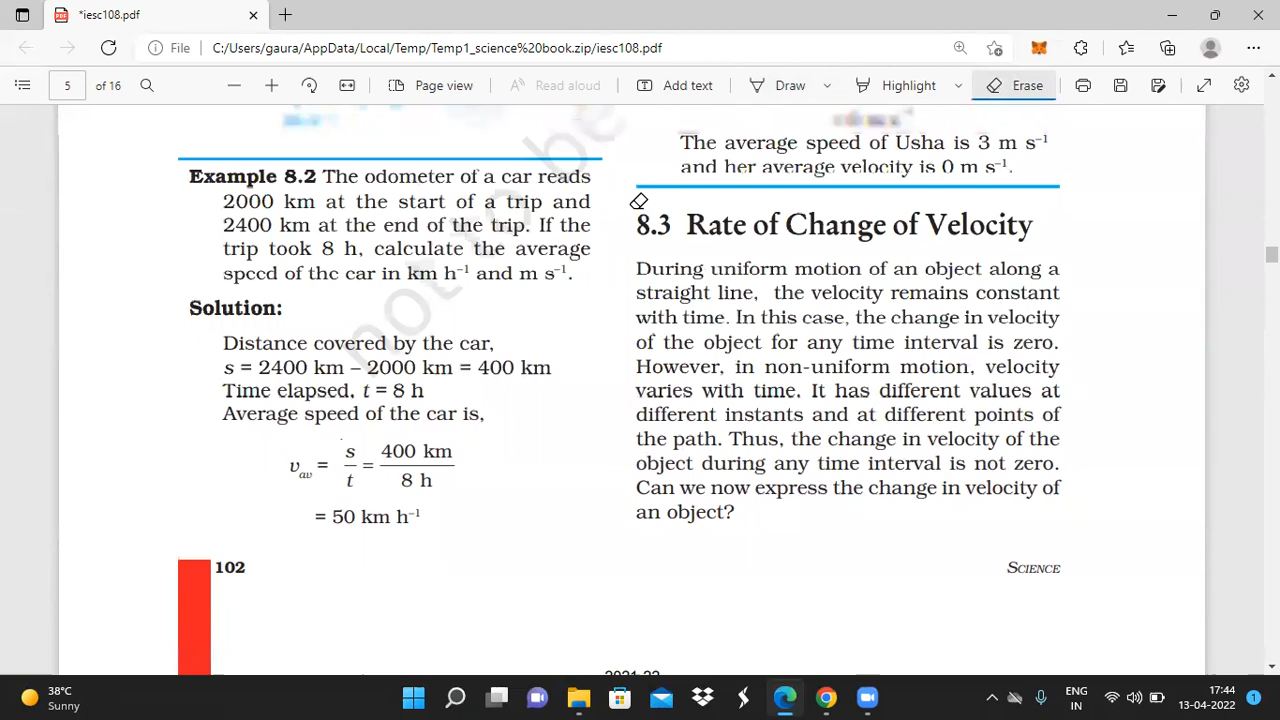 *iesc108.pdf
File C:/Users/gaura/AppData/Local/Temp/Temp1_science%20book.zip/iesc108.pdf
5 of 16 Page view Read aloud Add text Draw Highlight Erase
not to be
Example 8.2 The odometer of a car reads
2000 km at the start of a trip and
2400 km at the end of the trip. If the
trip took 8 h, calculate the average
speed of the car in km h⁻¹ and m s⁻¹.
Solution:
Distance covered by the car,
s = 2400 km – 2000 km = 400 km
Time elapsed, t = 8 h
Average speed of the car is,
v_av = s/t = 400 km / 8 h
= 50 km h⁻¹
102
The average speed of Usha is 3 m s⁻¹
and her average velocity is 0 m s⁻¹.
8.3 Rate of Change of Velocity
During uniform motion of an object along a
straight line, the velocity remains constant
with time. In this case, the change in velocity
of the object for any time interval is zero.
However, in non-uniform motion, velocity
varies with time. It has different values at
different instants and at different points of
the path. Thus, the change in velocity of the
object during any time interval is not zero.
Can we now express the change in velocity of
an object?
SCIENCE
2021-22
38°C
Sunny
ENG
IN
17:44
13-04-2022
1